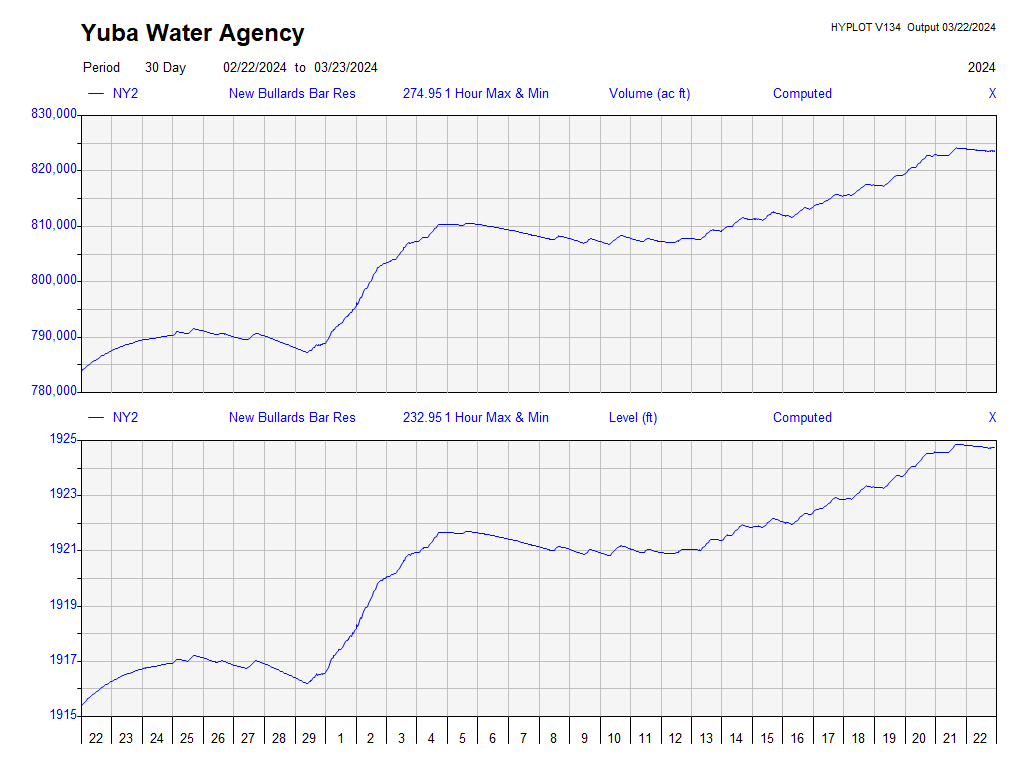 Yuba Water Agency
HYPLOT V134 Output 03/22/2024
Period 30 Day 02/22/2024 to 03/23/2024 2024
NY2 New Bullards Bar Res 274.95 1 Hour Max & Min Volume (ac ft) Computed X
830,000
820,000
810,000
800,000
790,000
780,000
NY2 New Bullards Bar Res 232.95 1 Hour Max & Min Level (ft) Computed X
1925
1923
1921
1919
1917
1915
22 23 24 25 26 27 28 29 1 2 3 4 5 6 7 8 9 10 11 12 13 14 15 16 17 18 19 20 21 22